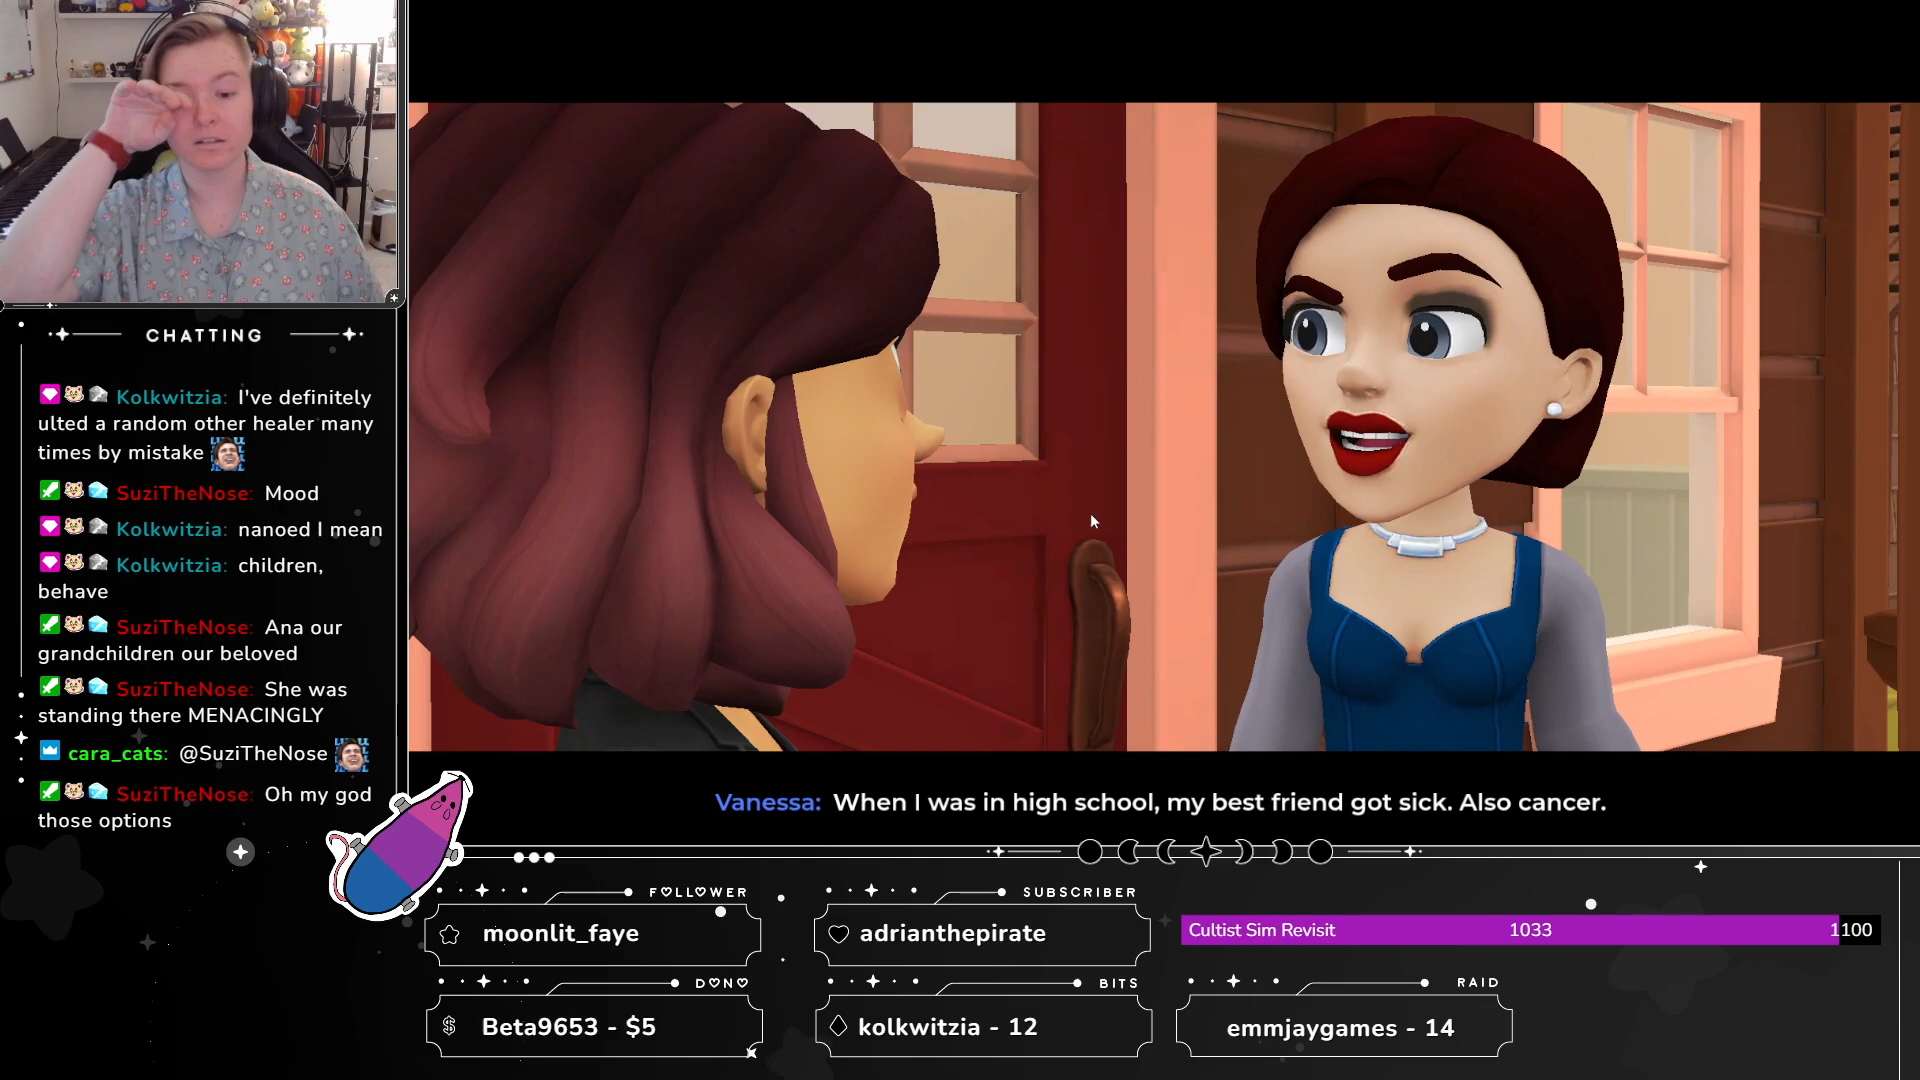 CHATTING
Kolkwitzia: I've definitely
ulted a random other healer many
times by mistake
SuziTheNose: Mood
Kolkwitzia: nanoed I mean
Kolkwitzia: children,
behave
SuziTheNose: Ana our
grandchildren our beloved
SuziTheNose: She was
standing there MENACINGLY
cara_cats: @SuziTheNose
SuziTheNose: Oh my god
those options
Vanessa: When I was in high school, my best friend got sick. Also cancer.
F♡LL♡WER
moonlit_faye
SUBSCRIBER
adrianthepirate
Cultist Sim Revisit 1033 1100
D♡N♡
$ Beta9653 - $5
BITS
kolkwitzia - 12
RAID
emmjaygames - 14